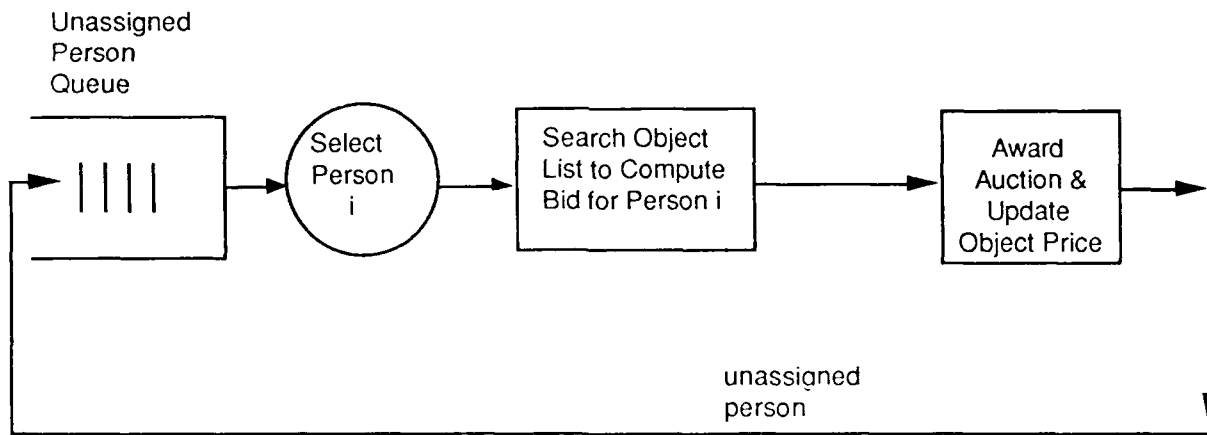 Unassigned
Person
Queue
Select
Person
i
Search Object
List to Compute
Bid for Person i
Award
Auction &
Update
Object Price
unassigned
person